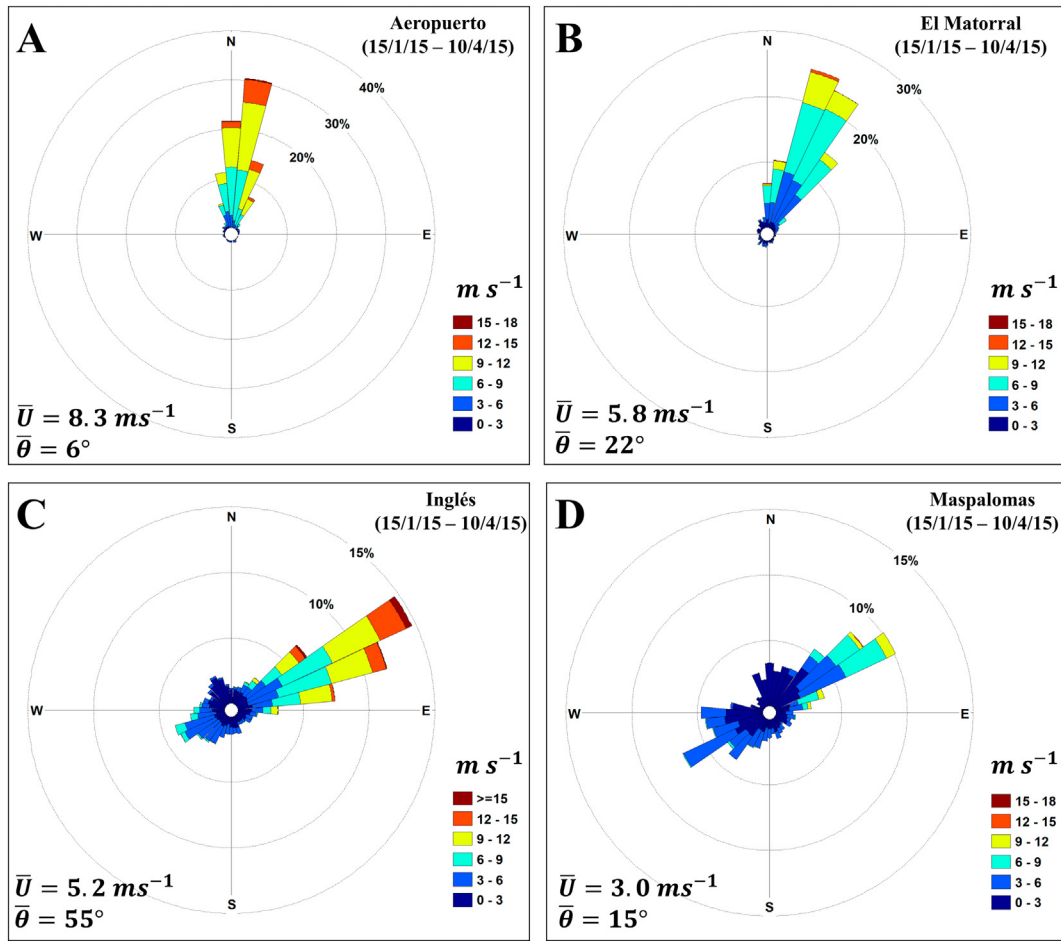 A
Aeropuerto
(15/1/15 – 10/4/15)
N
40%
30%
20%
W
E
S
m s⁻¹
15 - 18
12 - 15
9 - 12
6 - 9
3 - 6
0 - 3
U̅ = 8.3 ms⁻¹
θ̅ = 6°
B
El Matorral
(15/1/15 – 10/4/15)
N
30%
20%
W
E
S
m s⁻¹
15 - 18
12 - 15
9 - 12
6 - 9
3 - 6
0 - 3
U̅ = 5.8 ms⁻¹
θ̅ = 22°
C
Inglés
(15/1/15 – 10/4/15)
N
15%
10%
W
E
S
m s⁻¹
>=15
12 - 15
9 - 12
6 - 9
3 - 6
0 - 3
U̅ = 5.2 ms⁻¹
θ̅ = 55°
D
Maspalomas
(15/1/15 – 10/4/15)
N
15%
10%
W
E
S
m s⁻¹
15 - 18
12 - 15
9 - 12
6 - 9
3 - 6
0 - 3
U̅ = 3.0 ms⁻¹
θ̅ = 15°